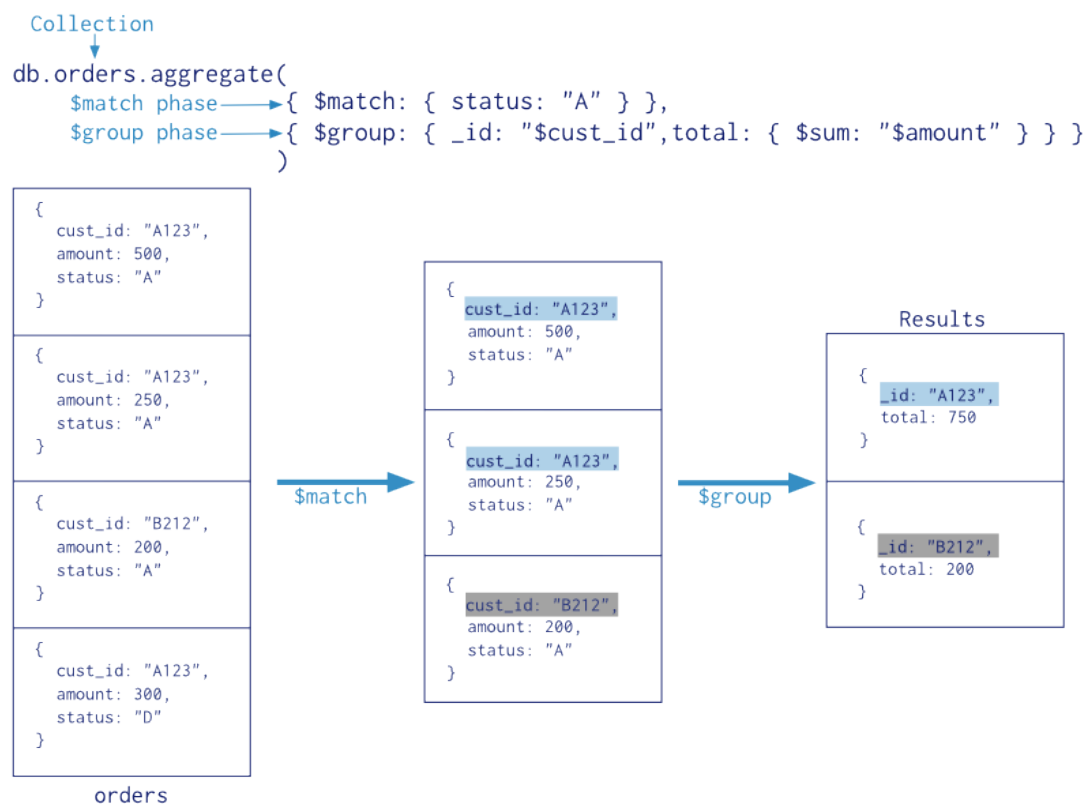 Collection
db.orders.aggregate(
$match phase { $match: { status: "A" } },
$group phase { $group: { _id: "$cust_id",total: { $sum: "$amount" } } }
)
{
cust_id: "A123",
amount: 500,
status: "A"
}
{
cust_id: "A123",
amount: 250,
status: "A"
}
{
cust_id: "B212",
amount: 200,
status: "A"
}
{
cust_id: "A123",
amount: 300,
status: "D"
}
orders
$match
{
cust_id: "A123",
amount: 500,
status: "A"
}
{
cust_id: "A123",
amount: 250,
status: "A"
}
{
cust_id: "B212",
amount: 200,
status: "A"
}
$group
Results
{
_id: "A123",
total: 750
}
{
_id: "B212",
total: 200
}